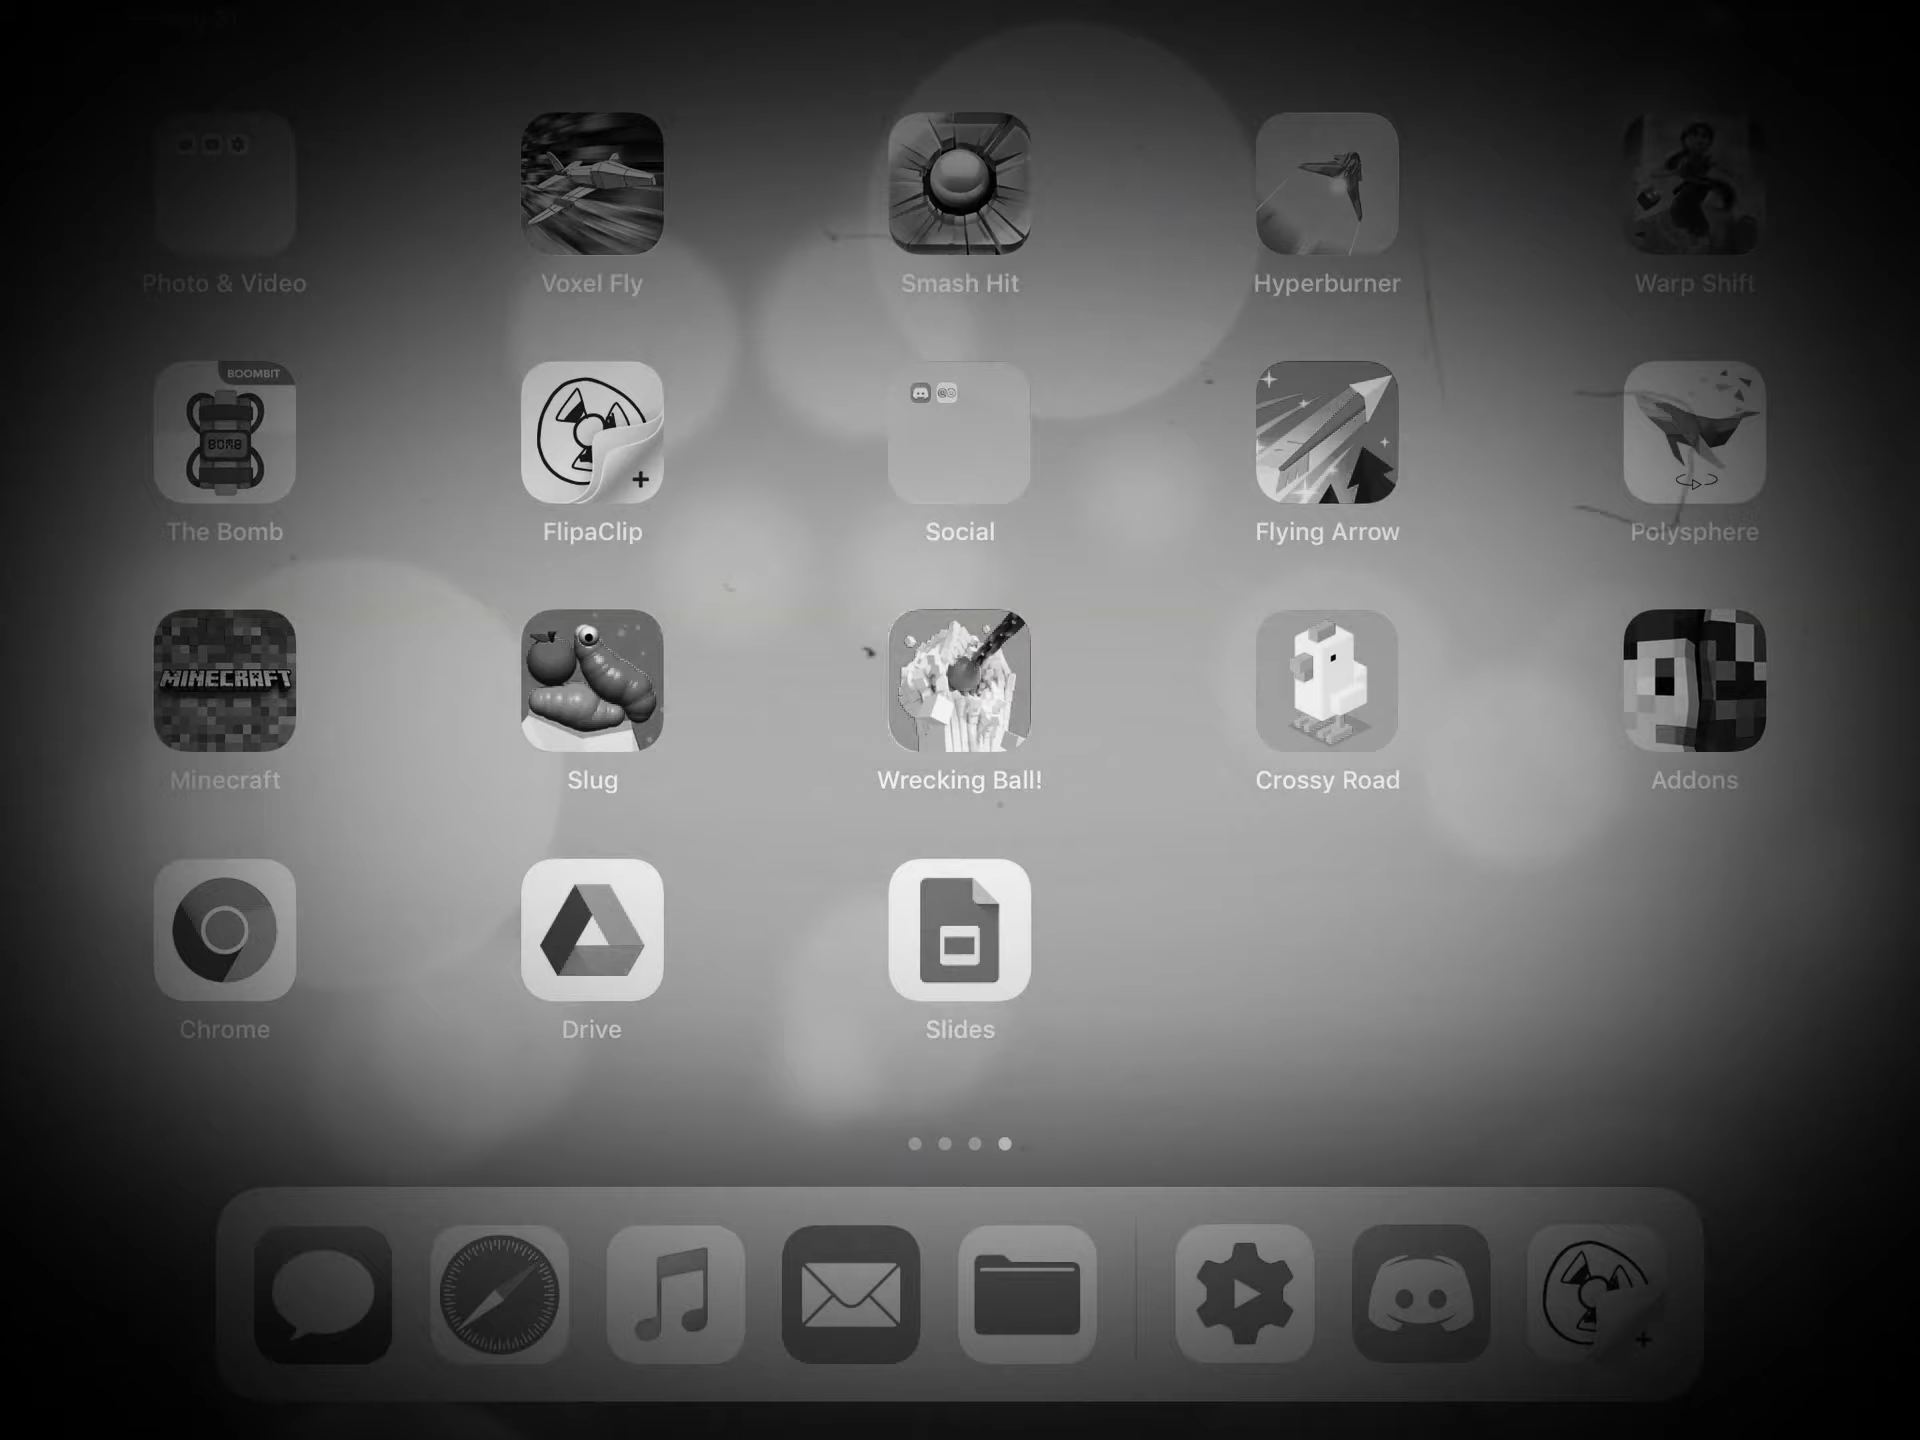 Photo & Video
Voxel Fly
Smash Hit
Hyperburner
Warp Shift
BOOMBIT
BOMB
The Bomb
FlipaClip
Social
Flying Arrow
Polysphere
MINECRAFT
Minecraft
Slug
Wrecking Ball!
Crossy Road
Addons
Chrome
Drive
Slides